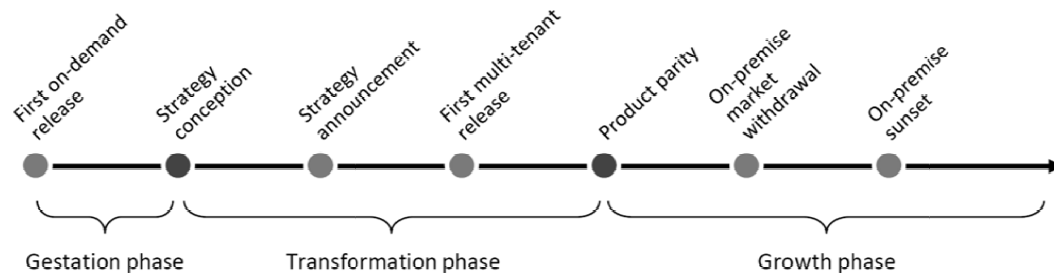 First on-demand
release
Strategy
conception
Strategy
announcement
First multi-tenant
release
Product parity
On-premise
market
withdrawal
On-premise
sunset
Gestation phase
Transformation phase
Growth phase